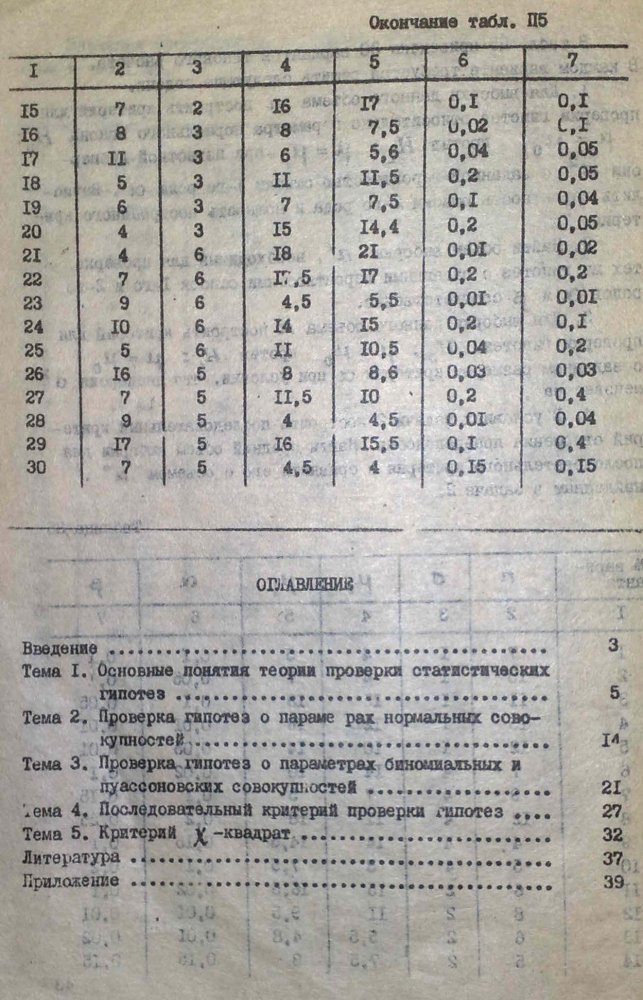 Окончание табл. П5
I 2 3 4 5 6 7
I5 7 2 I6 I7 0,I 0,I
I6 8 3 8 7,5 0,02 0,I
I7 II 3 6 5,6 0,04 0,05
I8 5 3 II II,5 0,2 0,05
I9 6 3 7 7,5 0,I 0,04
20 4 3 I5 I4,4 0,2 0,05
2I 4 6 I8 2I 0,0I 0,02
22 7 6 I7,5 I7 0,2 0,2
23 9 6 4,5 5,5 0,0I 0,0I
24 I0 6 I4 I5 0,2 0,I
25 5 6 II I0,5 0,04 0,2
26 I6 5 8 8,6 0,03 0,03
27 7 5 II,5 I0 0,2 0,4
28 9 5 4 4,5 0,0I 0,04
29 I7 5 I6 I5,5 0,I 0,4
30 7 5 4,5 4 0,I5 0,I5
ОГЛАВЛЕНИЕ
Введение ........................................ 3
Тема I. Основные понятия теории проверки статистических
гипотез .................................... 5
Тема 2. Проверка гипотез о параме рах нормальных сово-
купностей .................................. I4
Тема 3. Проверка гипотез о параметрах биномиальных и
пуассоновских совокупностей ................ 2I
Тема 4. Последовательный критерий проверки гипотез .... 27
Тема 5. Критерий χ -квадрат ....................... 32
Литература ...................................... 37
Приложение ...................................... 39